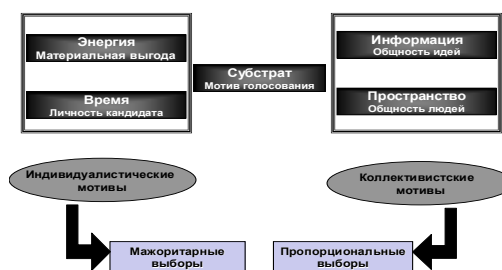 Энергия
Материальная выгода
Время
Личность кандидата
Субстрат
Мотив голосования
Информация
Общность идей
Пространство
Общность людей
Индивидуалистические
мотивы
Коллективистские
мотивы
Мажоритарные
выборы
Пропорциональные
выборы